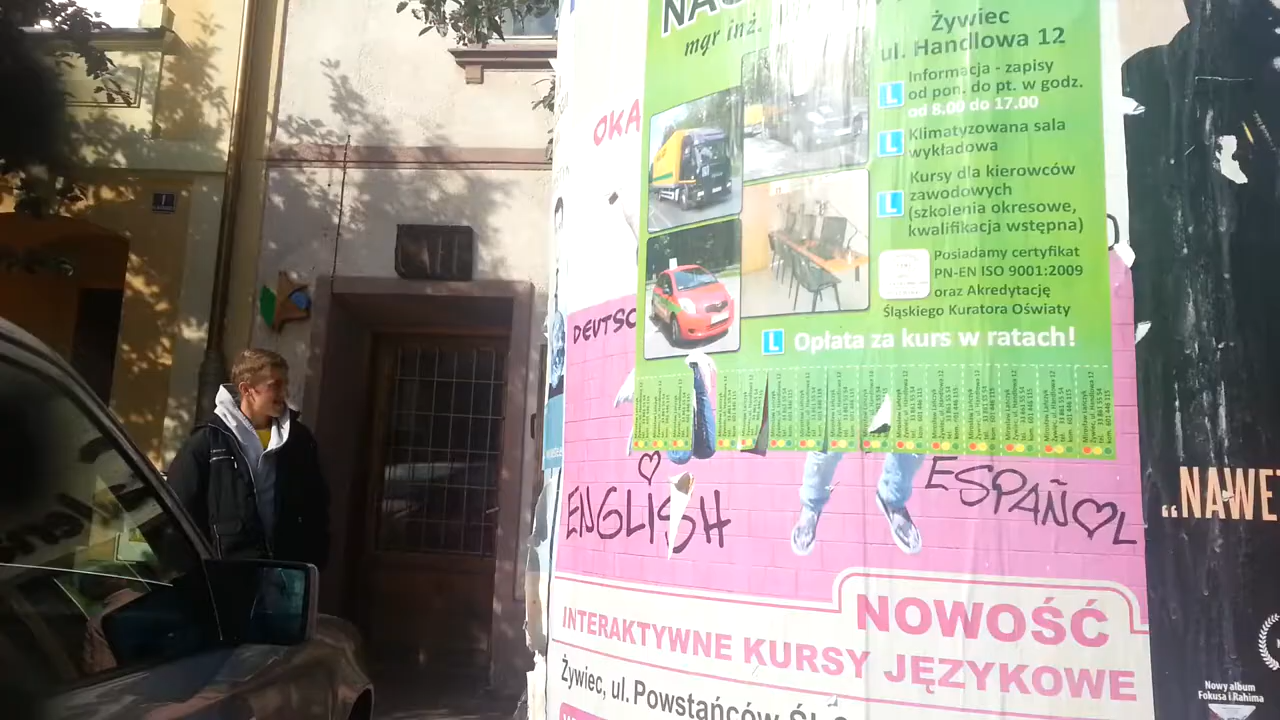 mgr inż.
Żywiec
ul. Handlowa 12
Informacja - zapisy
od pon. do pt. w godz.
od 8.00 do 17.00
Klimatyzowana sala
wykładowa
Kursy dla kierowców
zawodowych
(szkolenia okresowe,
kwalifikacja wstępna)
Posiadamy certyfikat
PN-EN ISO 9001:2009
oraz Akredytację
Śląskiego Kuratora Oświaty
L Opłata za kurs w ratach!
OKA
DEUTSC
ENGLISH
ESPAÑOL
NOWOŚĆ
INTERAKTYWNE KURSY JĘZYKOWE
Żywiec, ul. Powstańców
„NAWE
Nowy album
Fokusa i Rahima
1